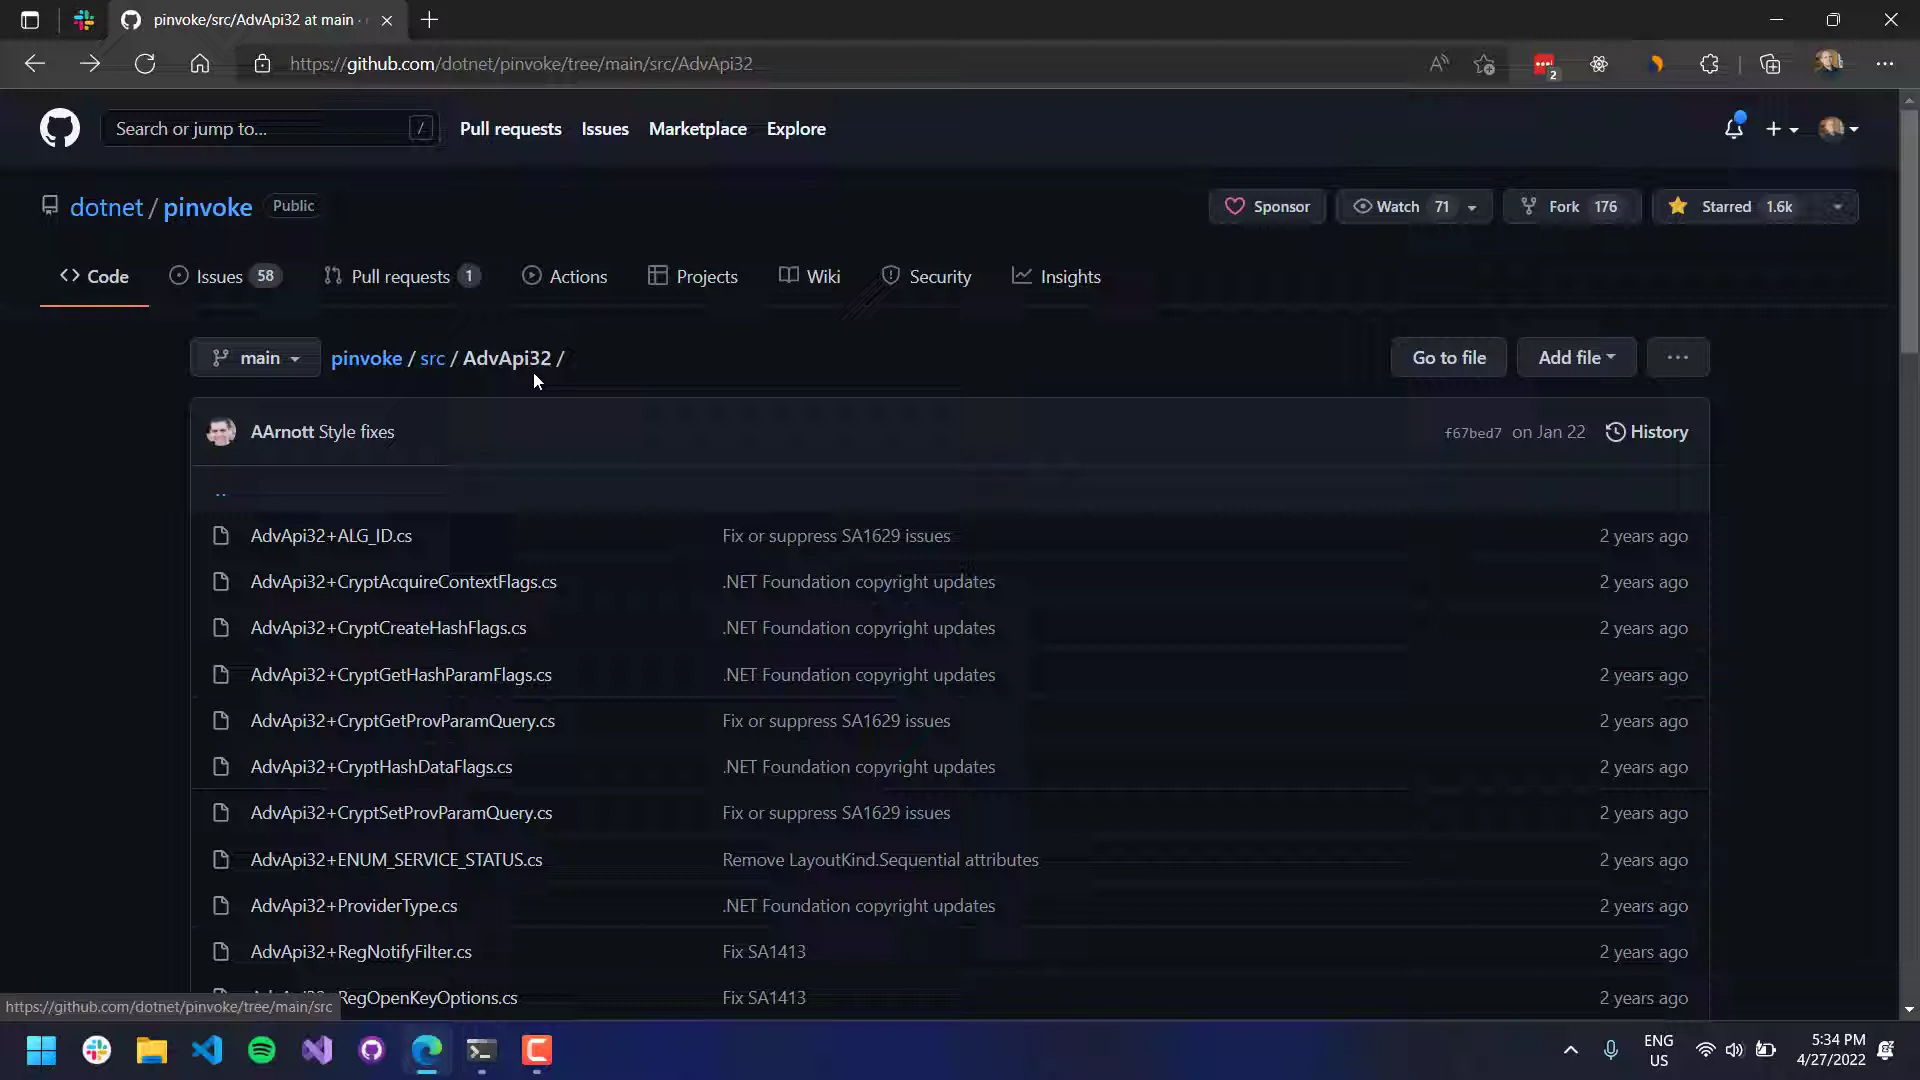 pinvoke/src/AdvApi32 at main ·
https://github.com/dotnet/pinvoke/tree/main/src/AdvApi32
2
Search or jump to... /
Pull requests Issues Marketplace Explore
dotnet / pinvoke Public
Sponsor Watch 71 Fork 176 Starred 1.6k
Code Issues 58 Pull requests 1 Actions Projects Wiki Security Insights
main pinvoke / src / AdvApi32 /
Go to file Add file ...
AArnott Style fixes f67bed7 on Jan 22 History
..
AdvApi32+ALG_ID.cs Fix or suppress SA1629 issues 2 years ago
AdvApi32+CryptAcquireContextFlags.cs .NET Foundation copyright updates 2 years ago
AdvApi32+CryptCreateHashFlags.cs .NET Foundation copyright updates 2 years ago
AdvApi32+CryptGetHashParamFlags.cs .NET Foundation copyright updates 2 years ago
AdvApi32+CryptGetProvParamQuery.cs Fix or suppress SA1629 issues 2 years ago
AdvApi32+CryptHashDataFlags.cs .NET Foundation copyright updates 2 years ago
AdvApi32+CryptSetProvParamQuery.cs Fix or suppress SA1629 issues 2 years ago
AdvApi32+ENUM_SERVICE_STATUS.cs Remove LayoutKind.Sequential attributes 2 years ago
AdvApi32+ProviderType.cs .NET Foundation copyright updates 2 years ago
AdvApi32+RegNotifyFilter.cs Fix SA1413 2 years ago
RegOpenKeyOptions.cs Fix SA1413 2 years ago
https://github.com/dotnet/pinvoke/tree/main/src
ENG
US
5:34 PM
4/27/2022